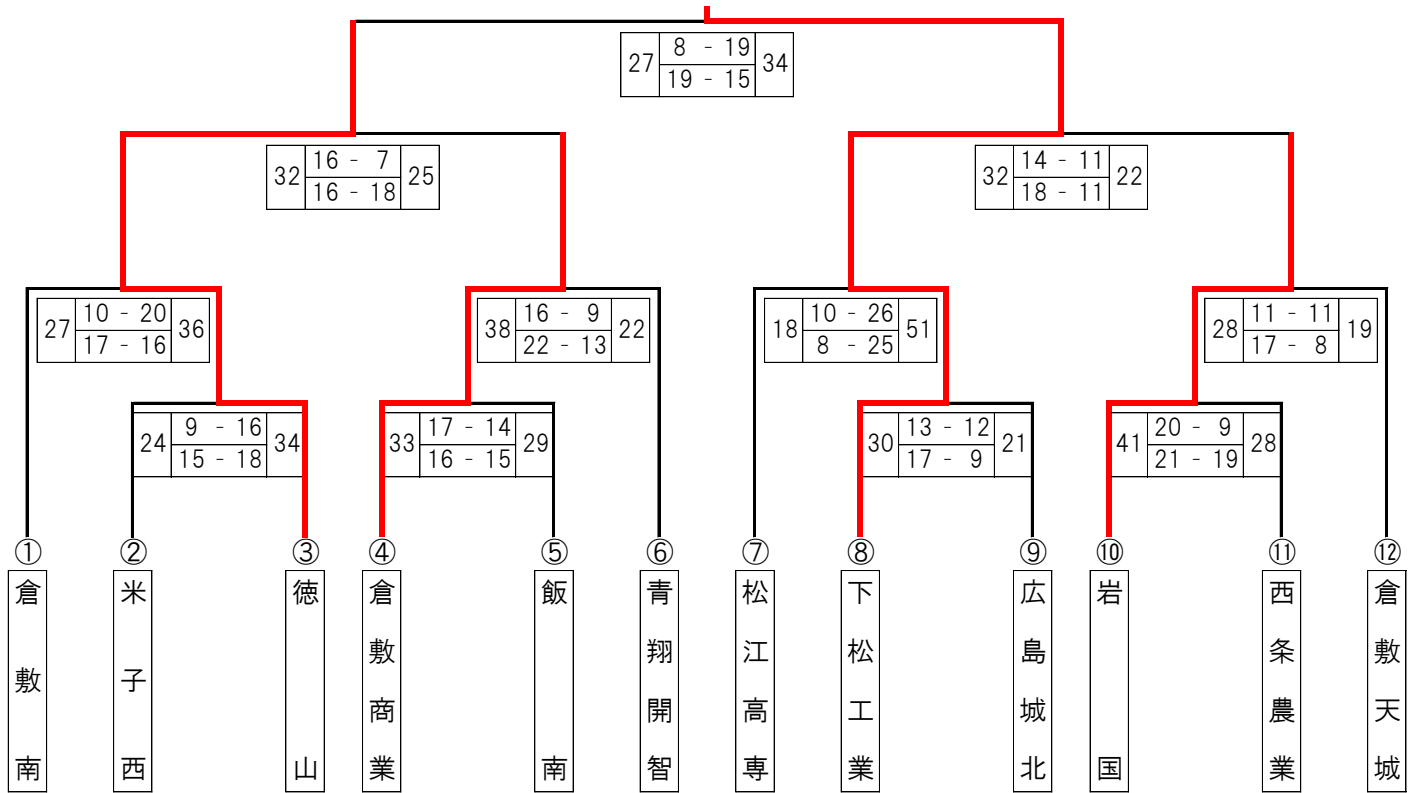 8 - 19
27 34
19 - 15
16 - 7
32 25
16 - 18
14 - 11
32 22
18 - 11
10 - 20
27 36
17 - 16
16 - 9
38 22
22 - 13
10 - 26
18 51
8 - 25
11 - 11
28 19
17 - 8
9 - 16
24 34
15 - 18
17 - 14
33 29
16 - 15
13 - 12
30 21
17 - 9
20 - 9
41 28
21 - 19
① 倉敷南
② 米子西
③ 徳山
④ 倉敷商業
⑤ 飯南
⑥ 青翔開智
⑦ 松江高専
⑧ 下松工業
⑨ 広島城北
⑩ 岩国
⑪ 西条農業
⑫ 倉敷天城